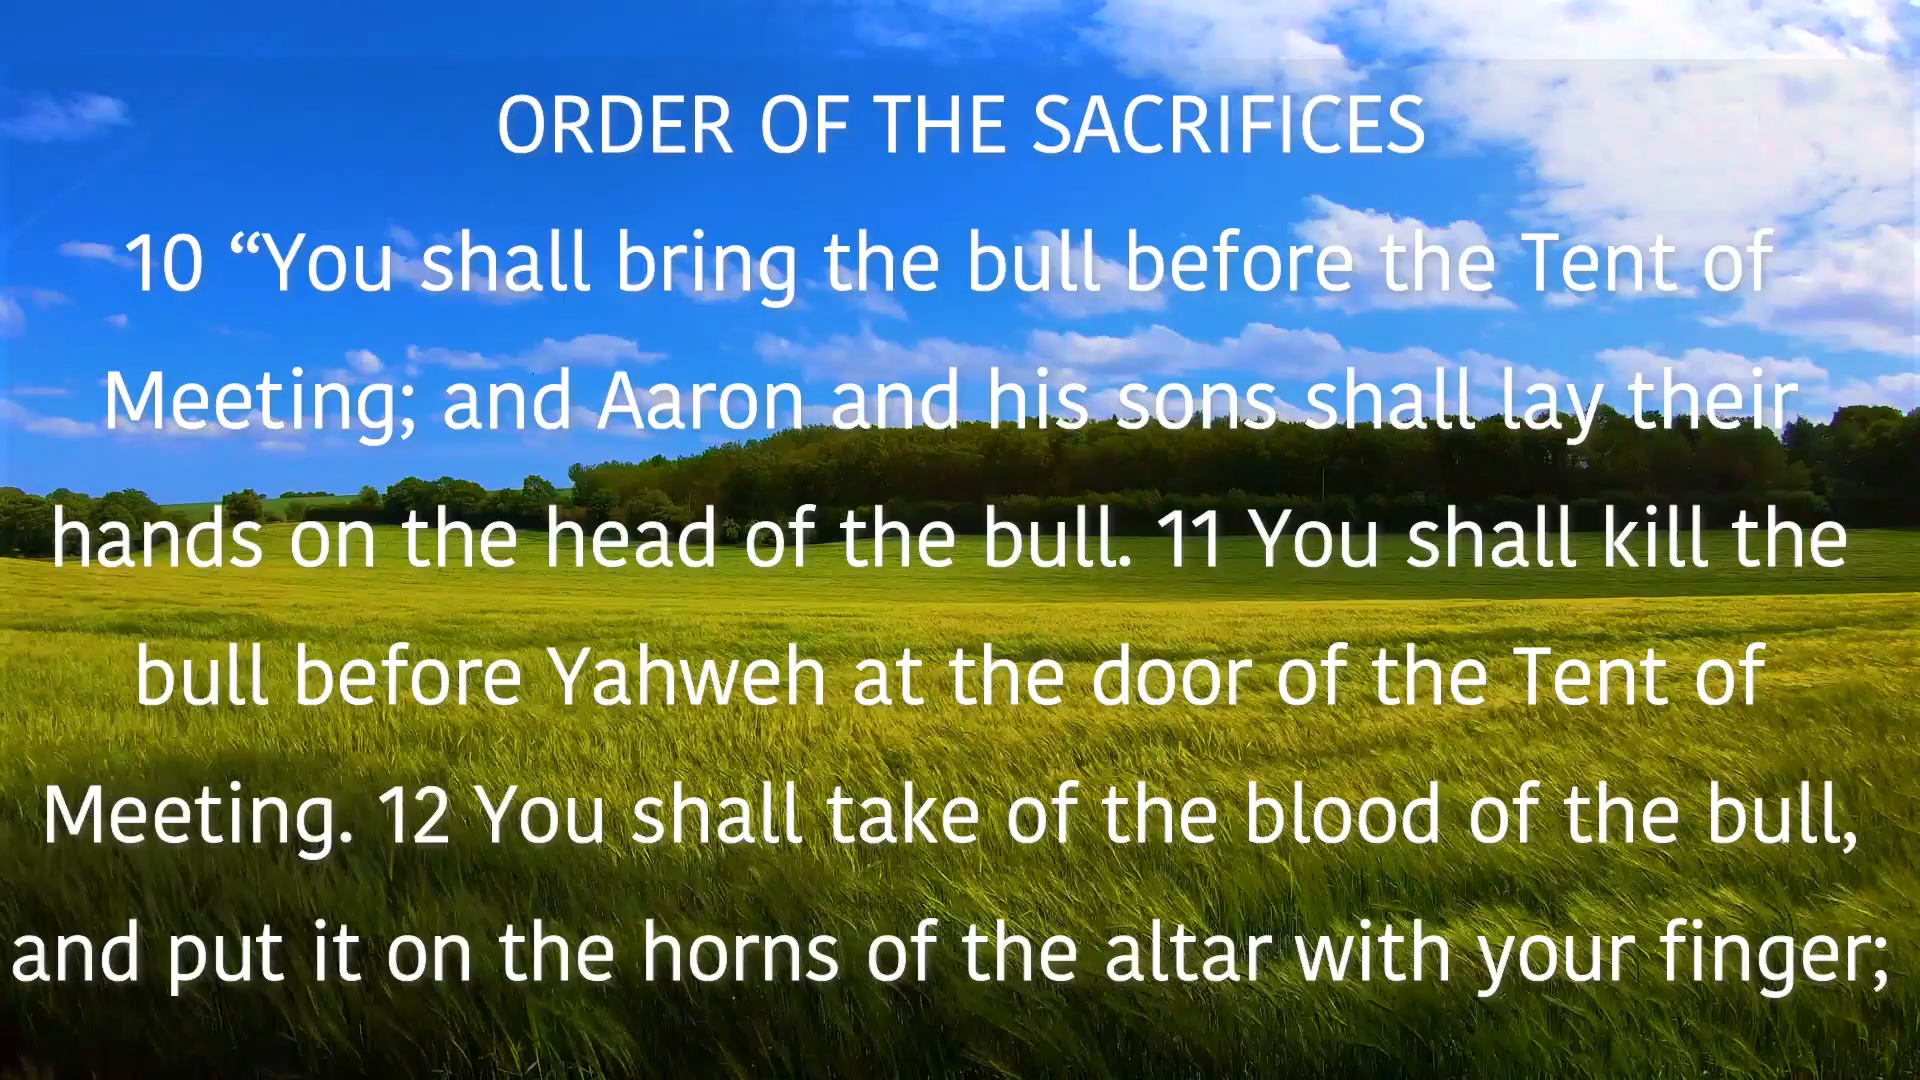 ORDER OF THE SACRIFICES
10 “You shall bring the bull before the Tent of
Meeting; and Aaron and his sons shall lay their
hands on the head of the bull. 11 You shall kill the
bull before Yahweh at the door of the Tent of
Meeting. 12 You shall take of the blood of the bull,
and put it on the horns of the altar with your finger;